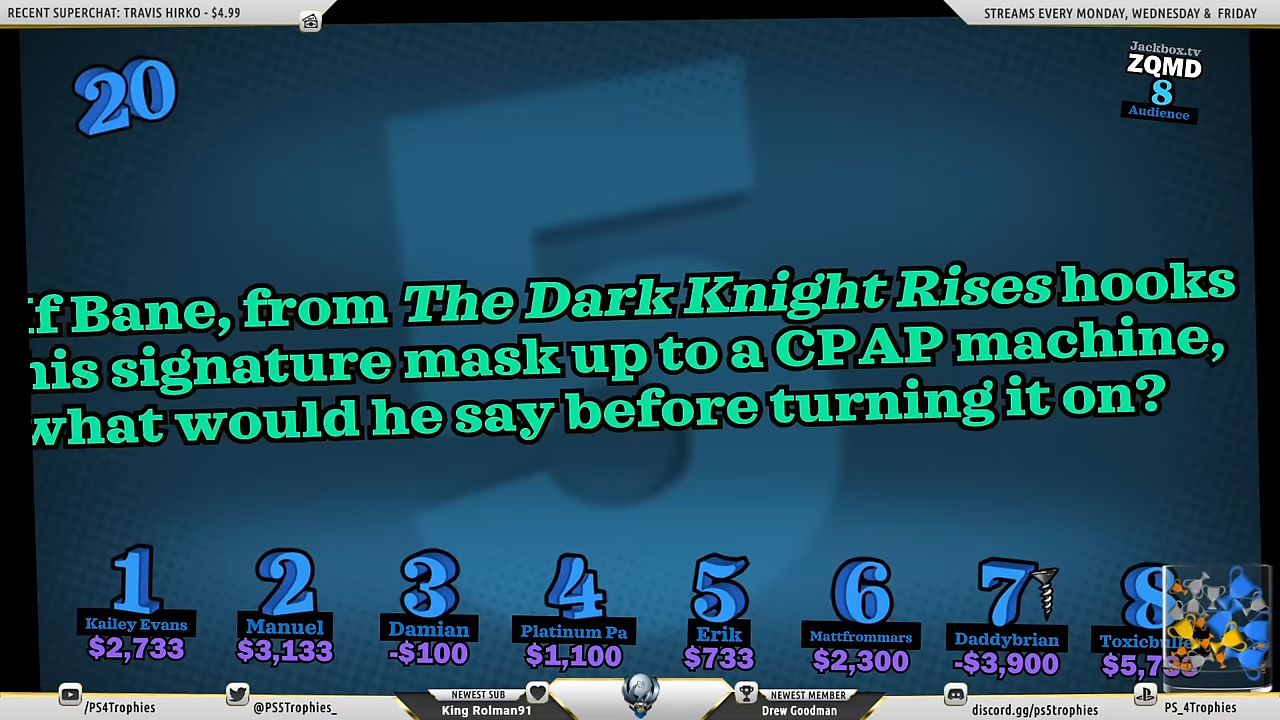 RECENT SUPERCHAT: TRAVIS HIRKO - $4.99
STREAMS EVERY MONDAY, WEDNESDAY & FRIDAY
20
Jackbox.tv
ZQMD
8
Audience
If Bane, from The Dark Knight Rises hooks
his signature mask up to a CPAP machine,
what would he say before turning it on?
1
Kailey Evans
$2,733
2
Manuel
$3,133
3
Damian
-$100
4
Platinum Pa
$1,100
5
Erik
$733
6
Mattfrommars
$2,300
7
Daddybrian
-$3,900
8
/PS4Trophies
@PS5Trophies_
NEWEST SUB
King Rolman91
NEWEST MEMBER
Drew Goodman
discord.gg/ps5trophies
PS_4Trophies